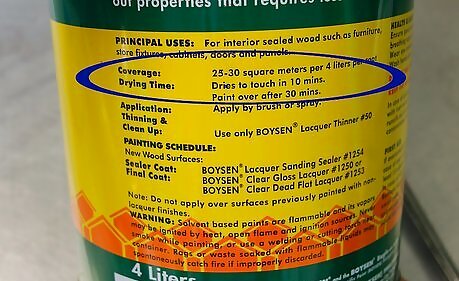 out properties that requires
PRINCIPAL USES: For interior sealed wood such as furniture,
store fixtures, cabinets, doors and panels.
Coverage: 25-30 square meters per 4 liters per
Drying Time: Dries to touch in 10 mins.
Paint over after 30 mins.
Application: Apply by brush or spray.
Thinning &
Clean Up: Use only BOYSEN® Lacquer Thinner #50
PAINTING SCHEDULE:
New Wood Surfaces:
Sealer Coat: BOYSEN® Lacquer Sanding Sealer #1254
Final Coat: BOYSEN® Clear Gloss Lacquer #1250 or
BOYSEN® Clear Dead Flat Lacquer #1253
Note: Do not apply over surfaces previously painted with non-
lacquer finishes.
WARNING: Solvent based paints are flammable and its vapors
may be ignited by heat, open flame and ignition sources. Never
smoke while painting, or use a welding or cutting torch
container. Rags or waste soaked with flammable liquids may
spontaneously catch fire if improperly discarded.
4 Liters